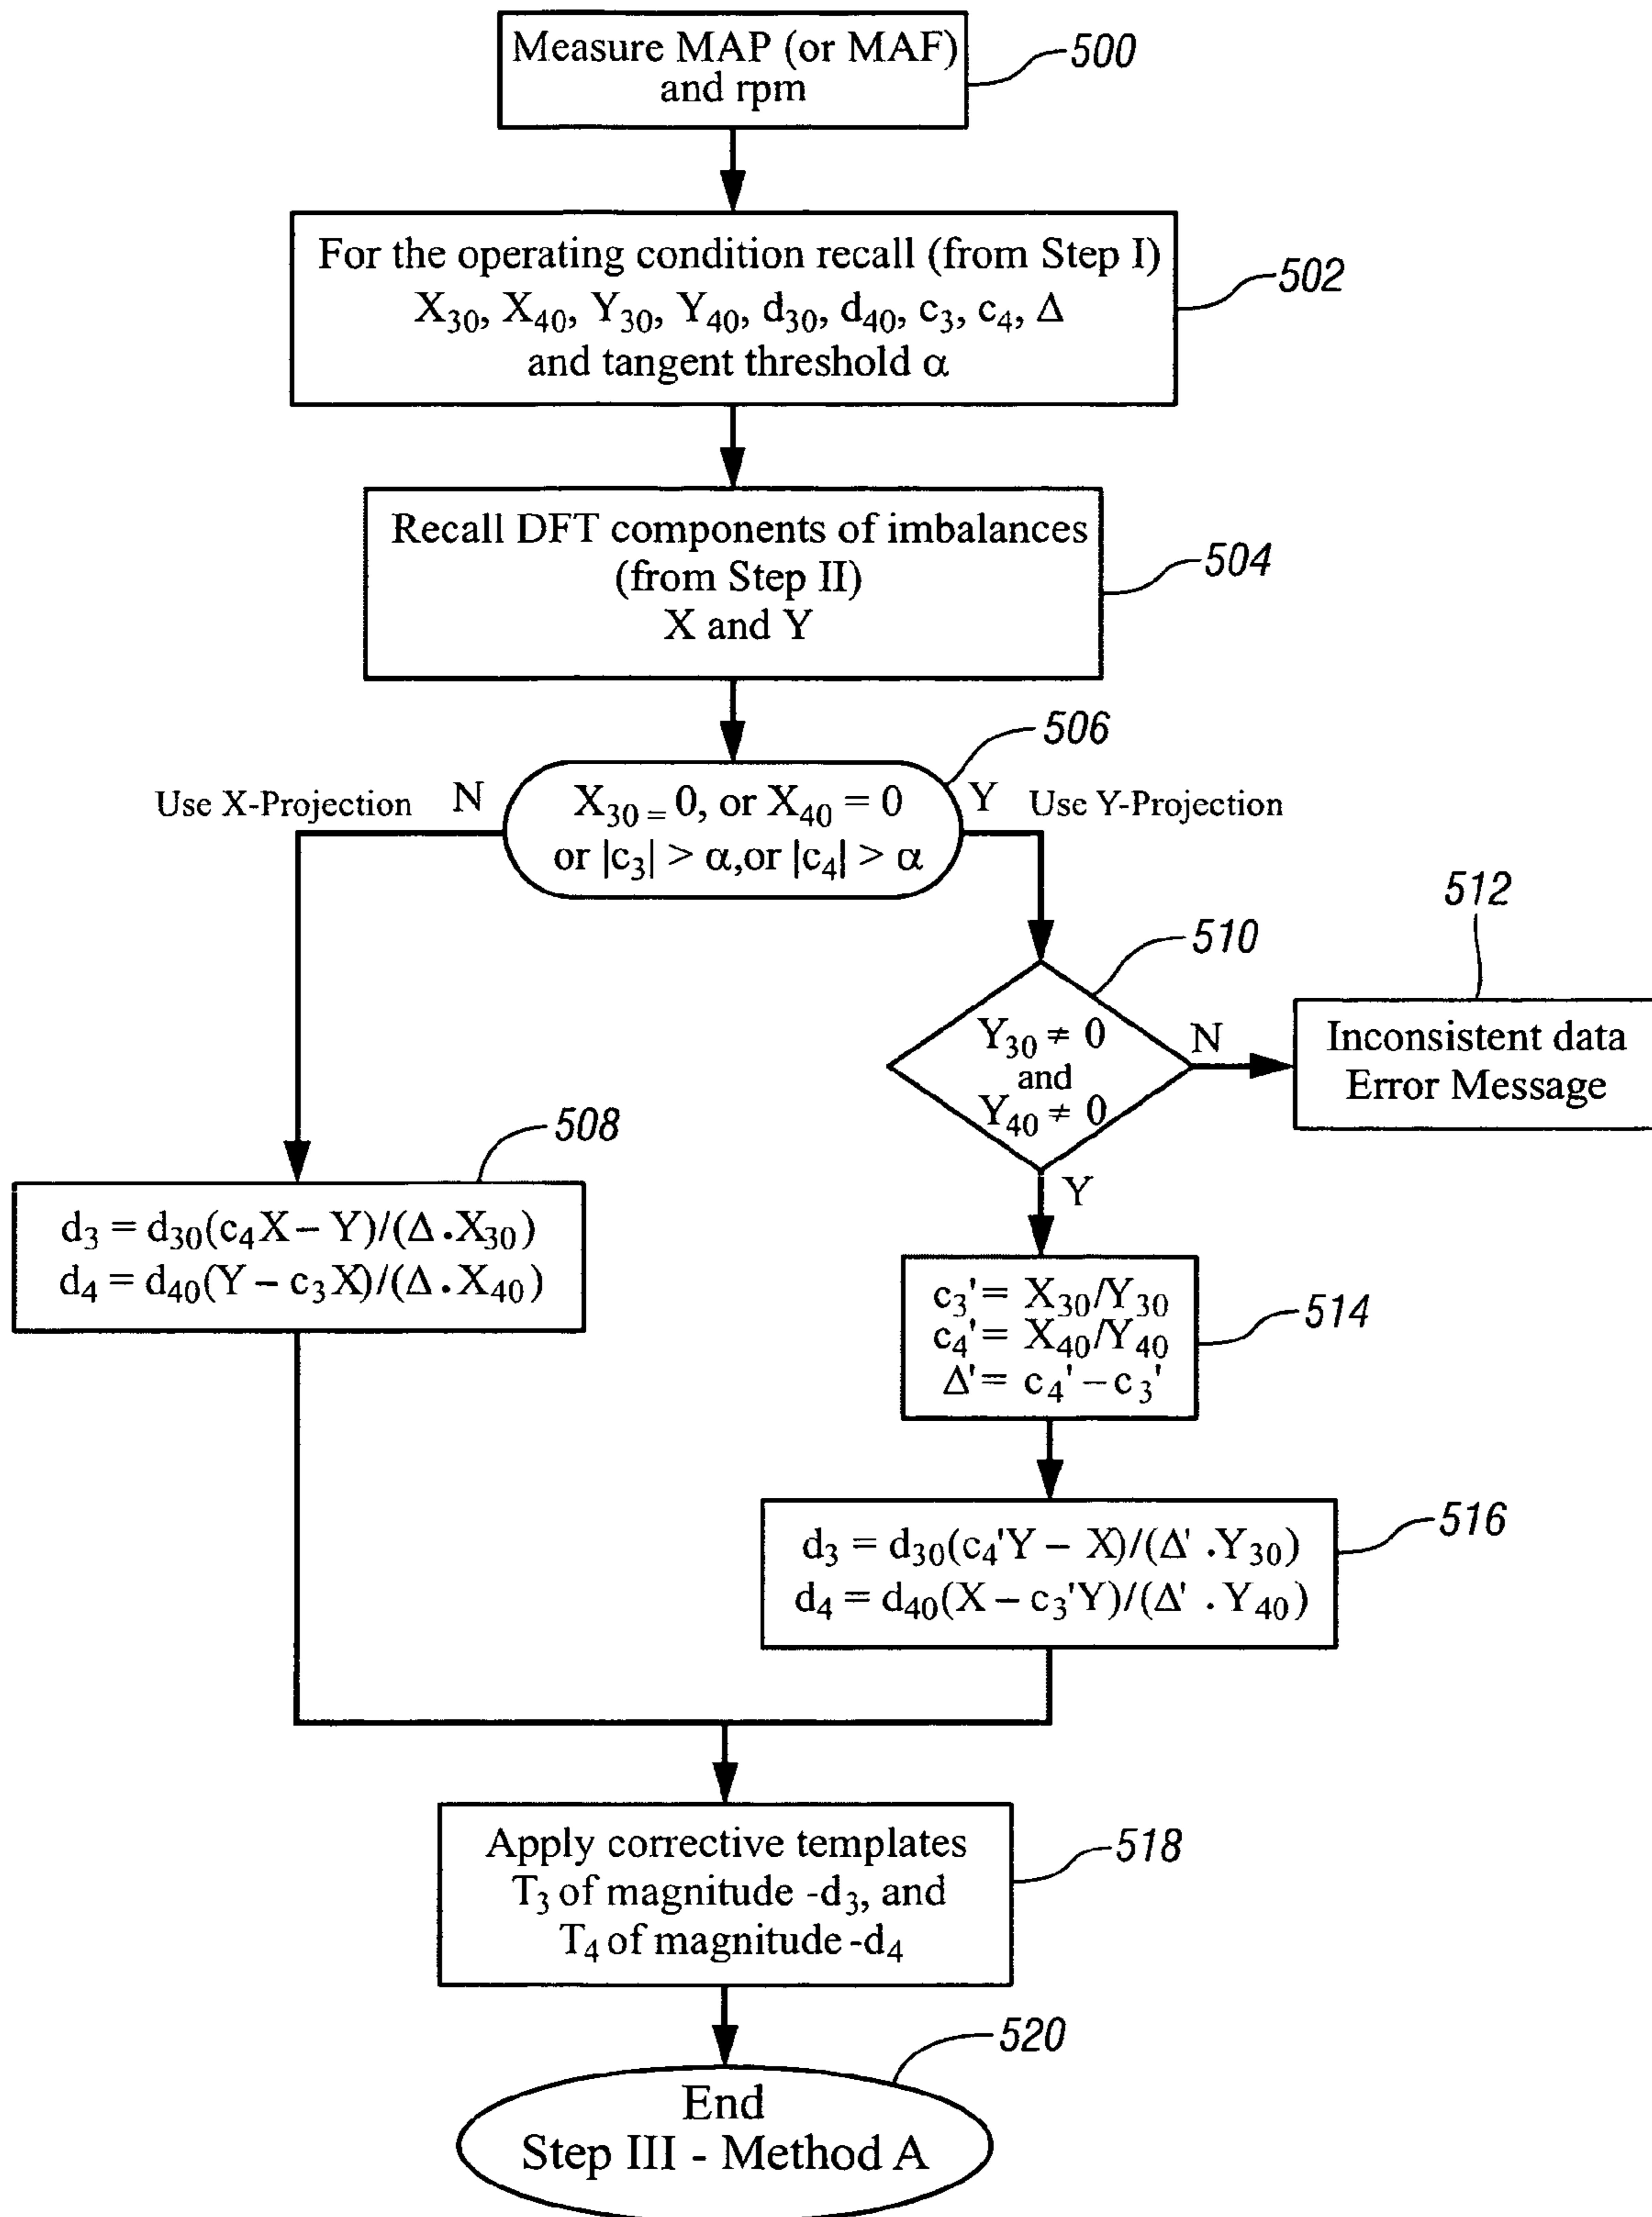 Measure MAP (or MAF)
and rpm
500
For the operating condition recall (from Step I)
X₃₀, X₄₀, Y₃₀, Y₄₀, d₃₀, d₄₀, c₃, c₄, Δ
and tangent threshold α
502
Recall DFT components of imbalances
(from Step II)
X and Y
504
506
Use X-Projection N
X₃₀ = 0, or X₄₀ = 0
or |c₃| > α,or |c₄| > α
Y Use Y-Projection
510
Y₃₀ ≠ 0
and
Y₄₀ ≠ 0
N
512
Inconsistent data
Error Message
Y
508
d₃ = d₃₀(c₄X – Y)/(Δ·X₃₀)
d₄ = d₄₀(Y – c₃X)/(Δ·X₄₀)
c₃' = X₃₀/Y₃₀
c₄' = X₄₀/Y₄₀
Δ' = c₄' – c₃'
514
d₃ = d₃₀(c₄'Y – X)/(Δ' ·Y₃₀)
d₄ = d₄₀(X – c₃'Y)/(Δ' ·Y₄₀)
516
Apply corrective templates
T₃ of magnitude -d₃, and
T₄ of magnitude -d₄
518
520
End
Step III - Method A